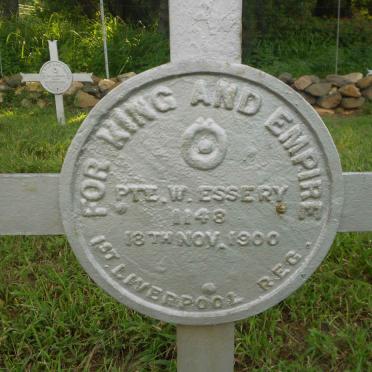 FOR KING AND EMPIRE
PTE. W. ESSERY
1148
18TH NOV. 1900
1ST LIVERPOOL REG.